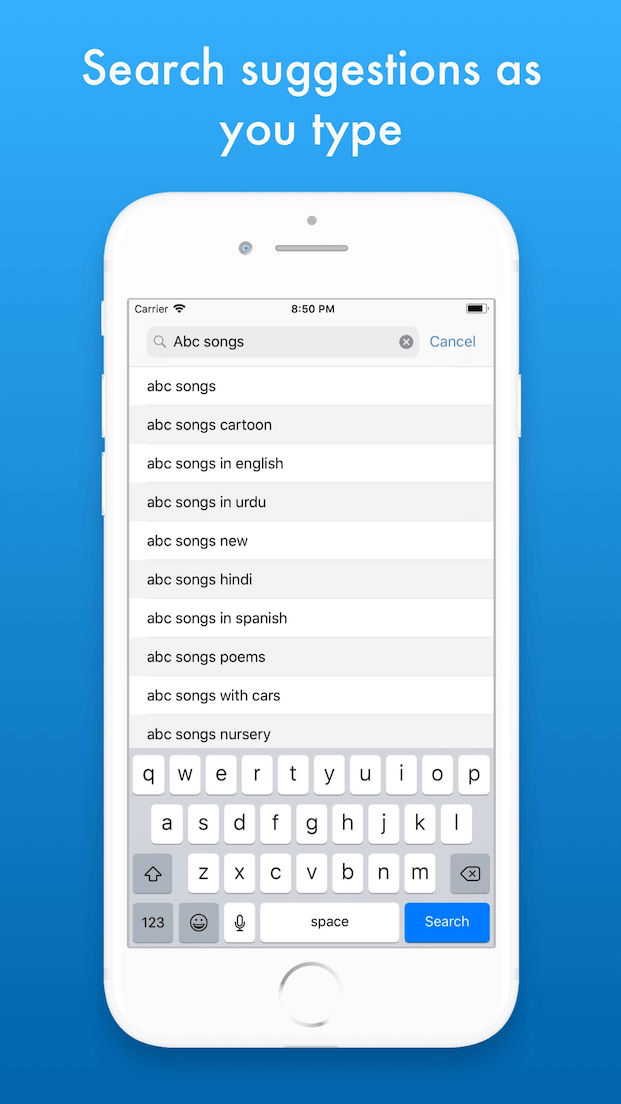 Search suggestions as
you type
Carrier 8:50 PM
Abc songs Cancel
abc songs
abc songs cartoon
abc songs in english
abc songs in urdu
abc songs new
abc songs hindi
abc songs in spanish
abc songs poems
abc songs with cars
abc songs nursery
q w e r t y u i o p
a s d f g h j k l
z x c v b n m
123 space Search